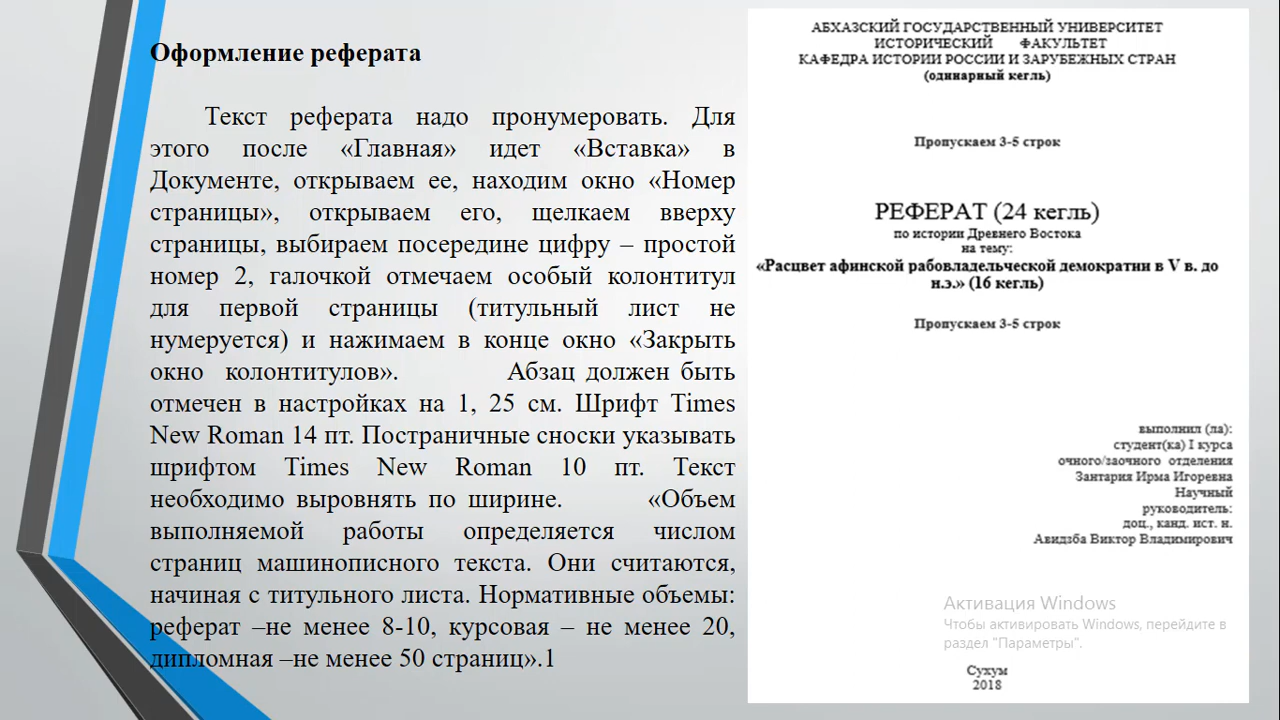 Оформление реферата
Текст реферата надо пронумеровать. Для
этого после «Главная» идет «Вставка» в
Документе, открываем ее, находим окно «Номер
страницы», открываем его, щелкаем вверху
страницы, выбираем посередине цифру – простой
номер 2, галочкой отмечаем особый колонтитул
для первой страницы (титульный лист не
нумеруется) и нажимаем в конце окно «Закрыть
окно колонтитулов». Абзац должен быть
отмечен в настройках на 1, 25 см. Шрифт Times
New Roman 14 пт. Постраничные сноски указывать
шрифтом Times New Roman 10 пт. Текст
необходимо выровнять по ширине. «Объем
выполняемой работы определяется числом
страниц машинописного текста. Они считаются,
начиная с титульного листа. Нормативные объемы:
реферат –не менее 8-10, курсовая – не менее 20,
дипломная –не менее 50 страниц».1
АБХАЗСКИЙ ГОСУДАРСТВЕННЫЙ УНИВЕРСИТЕТ
ИСТОРИЧЕСКИЙ ФАКУЛЬТЕТ
КАФЕДРА ИСТОРИИ РОССИИ И ЗАРУБЕЖНЫХ СТРАН
(одинарный кегль)
Пропускаем 3-5 строк
РЕФЕРАТ (24 кегль)
по истории Древнего Востока
на тему:
«Расцвет афинской рабовладельческой демократии в V в. до
н.э.» (16 кегль)
Пропускаем 3-5 строк
выполнил (ла):
студент(ка) I курса
очного/заочного отделения
Зантария Ирма Игоревна
Научный
руководитель:
доц., канд. ист. н.
Авидзба Виктор Владимирович
Активация Windows
Чтобы активировать Windows, перейдите в
раздел "Параметры".
Сухум
2018